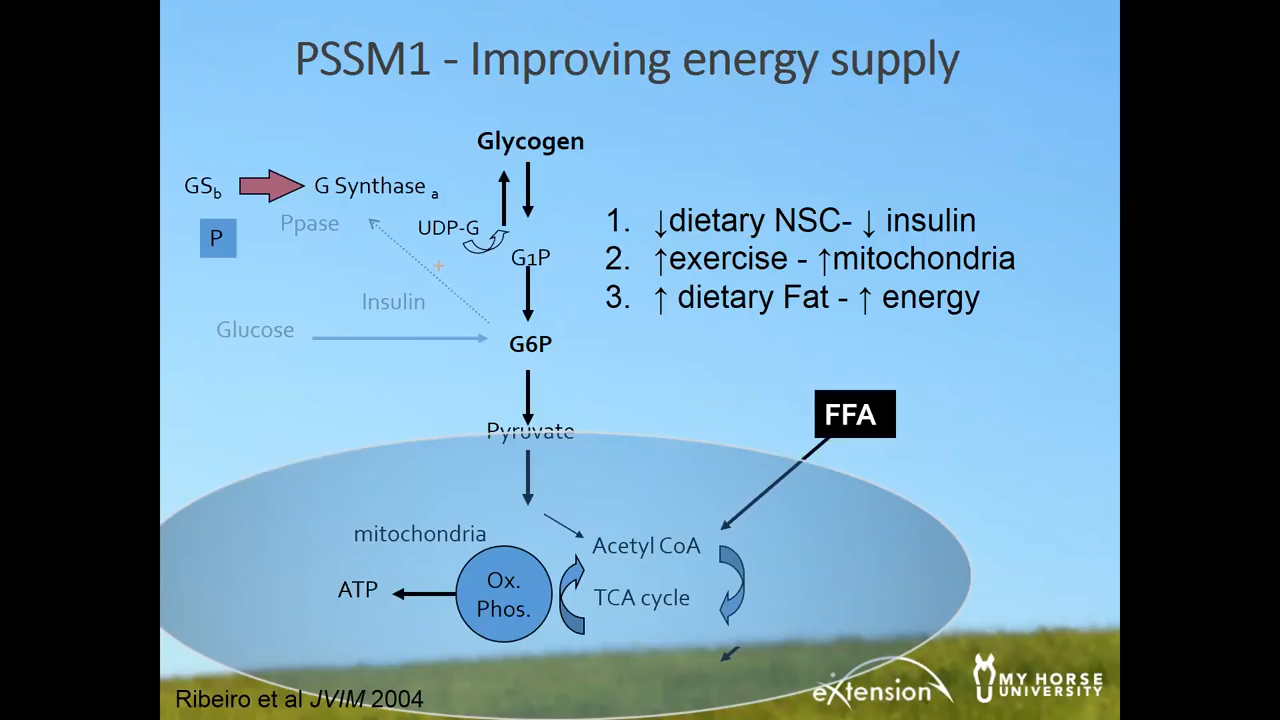 PSSM1 - Improving energy supply
Glycogen
GSb
G Synthase a
Ppase
UDP-G
P
+
G1P
Insulin
Glucose
G6P
1. ↓dietary NSC- ↓ insulin
2. ↑exercise - ↑mitochondria
3. ↑ dietary Fat - ↑ energy
FFA
Pyruvate
mitochondria
Acetyl CoA
ATP
Ox.
Phos.
TCA cycle
Ribeiro et al JVIM 2004
eXtension
MY HORSE
UNIVERSITY